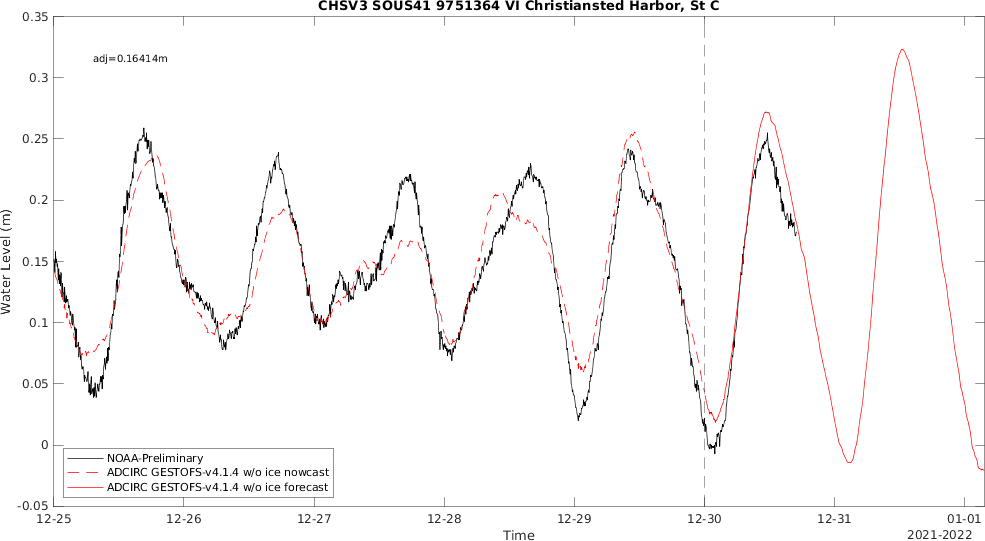 CHSV3 SOUS41 9751364 VI Christiansted Harbor, St C
0.35
adj=0.16414m
0.3
0.25
0.2
0.15
0.1
0.05
0
-0.05
Water Level (m)
NOAA-Preliminary
ADCIRC GESTOFS-v4.1.4 w/o ice nowcast
ADCIRC GESTOFS-v4.1.4 w/o ice forecast
12-25 12-26 12-27 12-28 12-29 12-30 12-31 01-01
Time
2021-2022